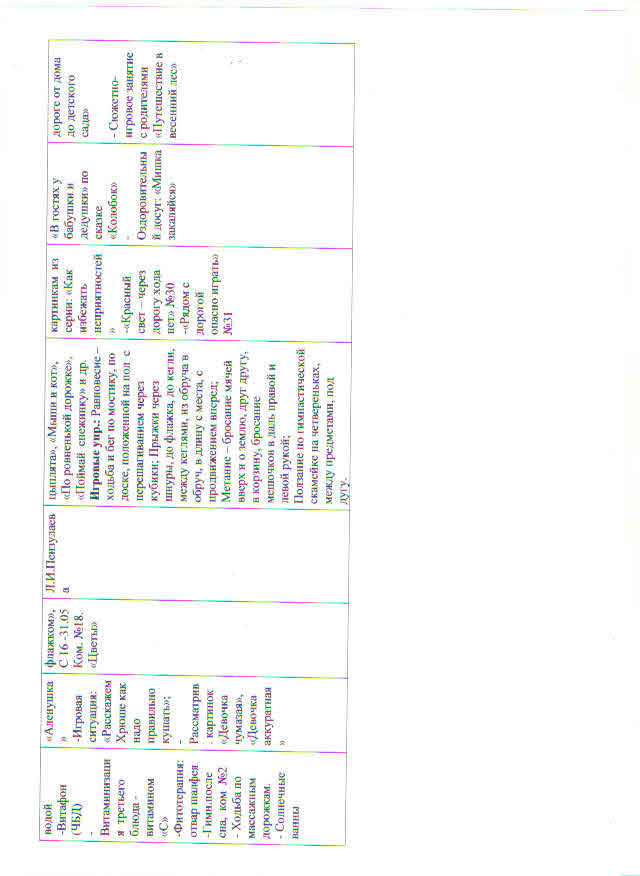 водой
-Витафон
(ЧБД)
-
Витаминизаци
я третьего
блюда -
витамином
«С»
-Фитотерапия:
отвар шалфея
-Гимн.после
сна, ком №2
- Ходьба по
массажным
дорожкам.
- Солнечные
ванны
«Аленушка
»
-Игровая
ситуация:
«Расскажем
Хрюше как
надо
правильно
кушать»;
-
Рассматрив
. картинок
«Девочка
чумазая»,
«Девочка
аккуратная
»
флажком»,
С 16 -31.05
Ком. №18.
«Цветы»
Л.И.Пензулаев
а
цыплята», «Мыши и кот»,
«По ровненькой дорожке»,
«Поймай снежинку» и др.
Игровые упр.: Равновесие –
ходьба и бег по мостику, по
доске, положенной на пол с
перешагиванием через
кубики; Прыжки через
шнуры, до флажка, до кегли,
между кеглями, из обруча в
обруч, в длину с места, с
продвижением вперед;
Метание – бросание мячей
вверх и о землю, друг другу,
в корзину, бросание
мешочков в даль правой и
левой рукой;
Ползание по гимнастической
скамейке на четвереньках,
между предметами, под
дугу.
картинкам из
серии: «Как
избежать
неприятностей
»
-«Красный
свет – через
дорогу хода
нет» №30
-«Рядом с
дорогой
опасно играть»
№31
«В гостях у
бабушки и
дедушки» по
сказке
«Колобок»
-
Оздоровительны
й досуг: «Мишка
закаляйся»
дороге от дома
до детского
сада»
- Сюжетно-
игровое занятие
с родителями
«Путешествие в
весенний лес»